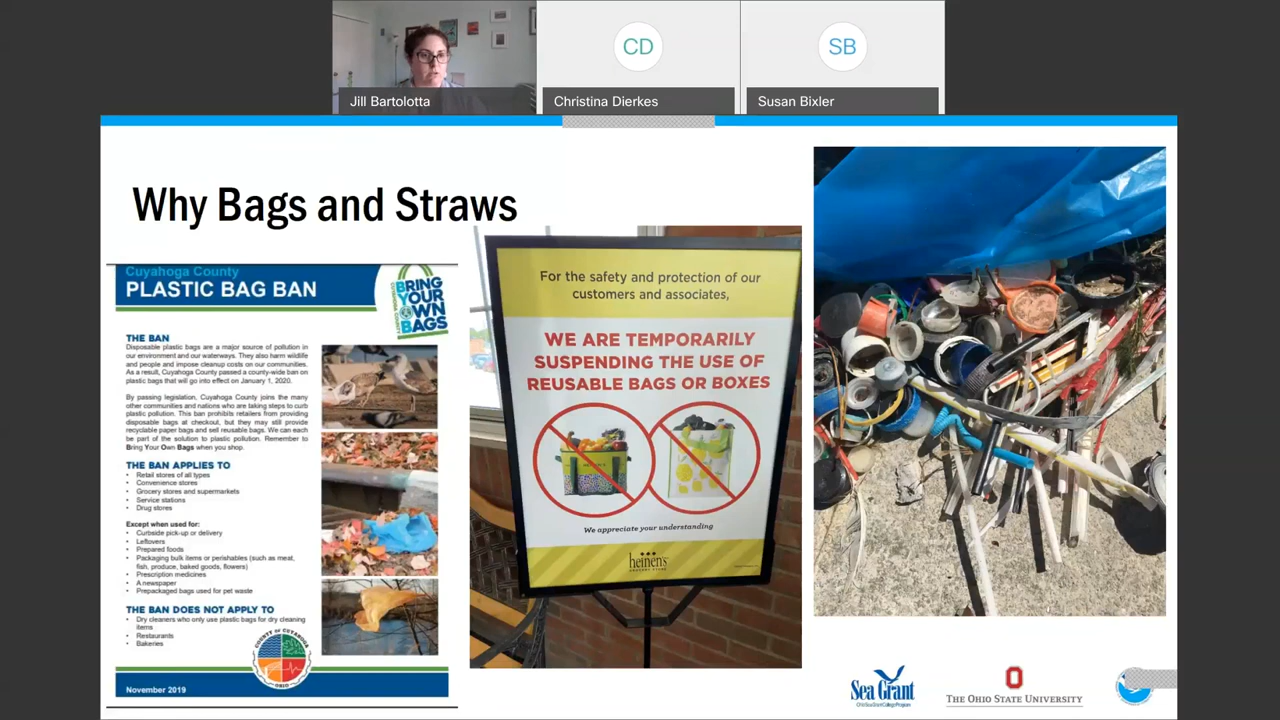 CD
SB
Jill Bartolotta
Christina Dierkes
Susan Bixler
Why Bags and Straws
Cuyahoga County
PLASTIC BAG BAN
BRING
YOUR
OWN
BAGS
THE BAN
Disposable plastic bags are a major source of pollution in
our environment and our waterways. They also harm wildlife
and people and impose cleanup costs on our communities.
As a result, Cuyahoga County passed a county-wide ban on
plastic bags that will go into effect on January 1, 2020.
By passing legislation, Cuyahoga County joins the many
other communities and nations who are taking steps to curb
plastic pollution. This ban prohibits retailers from providing
disposable bags at checkout, but they may still provide
recyclable paper bags and sell reusable bags. We can each
be part of the solution to plastic pollution. Remember to
Bring Your Own Bags when you shop.
THE BAN APPLIES TO
• Retail stores of all types
• Convenience stores
• Grocery stores and supermarkets
• Service stations
• Drug stores
Except when used for:
• Curbside pick-up or delivery
• Leftovers
• Prepared foods
• Packaging bulk items or perishables (such as meat,
fish, produce, baked goods, flowers)
• Prescription medicines
• A newspaper
• Prepackaged bags used for pet waste
THE BAN DOES NOT APPLY TO
• Dry cleaners who only use plastic bags for dry cleaning
items
• Restaurants
• Bakeries
COUNTY OF CUYAHOGA
OHIO
November 2019
For the safety and protection of our
customers and associates,
WE ARE TEMPORARILY
SUSPENDING THE USE OF
REUSABLE BAGS OR BOXES
We appreciate your understanding
heinen's
Sea Grant
Ohio Sea Grant College Program
THE OHIO STATE UNIVERSITY